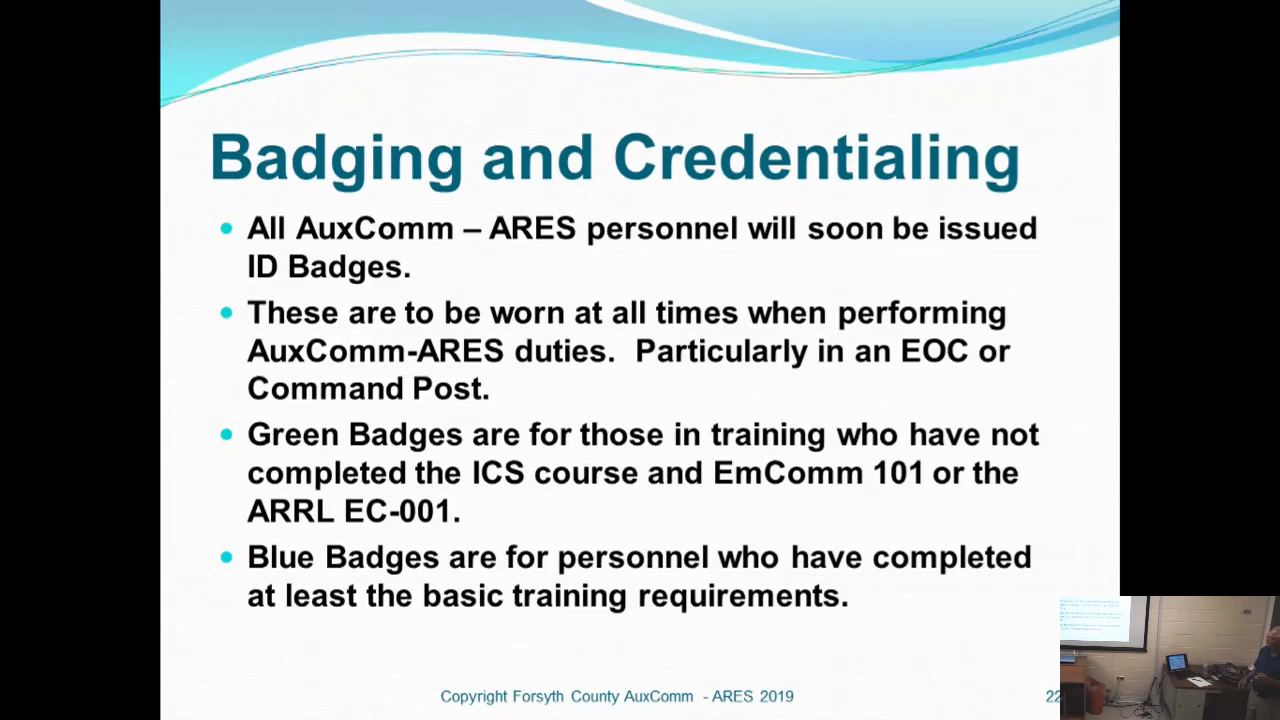 Badging and Credentialing
All AuxComm – ARES personnel will soon be issued
ID Badges.
These are to be worn at all times when performing
AuxComm-ARES duties.  Particularly in an EOC or
Command Post.
Green Badges are for those in training who have not
completed the ICS course and EmComm 101 or the
ARRL EC-001.
Blue Badges are for personnel who have completed
at least the basic training requirements.
Copyright Forsyth County AuxComm  - ARES 2019
22